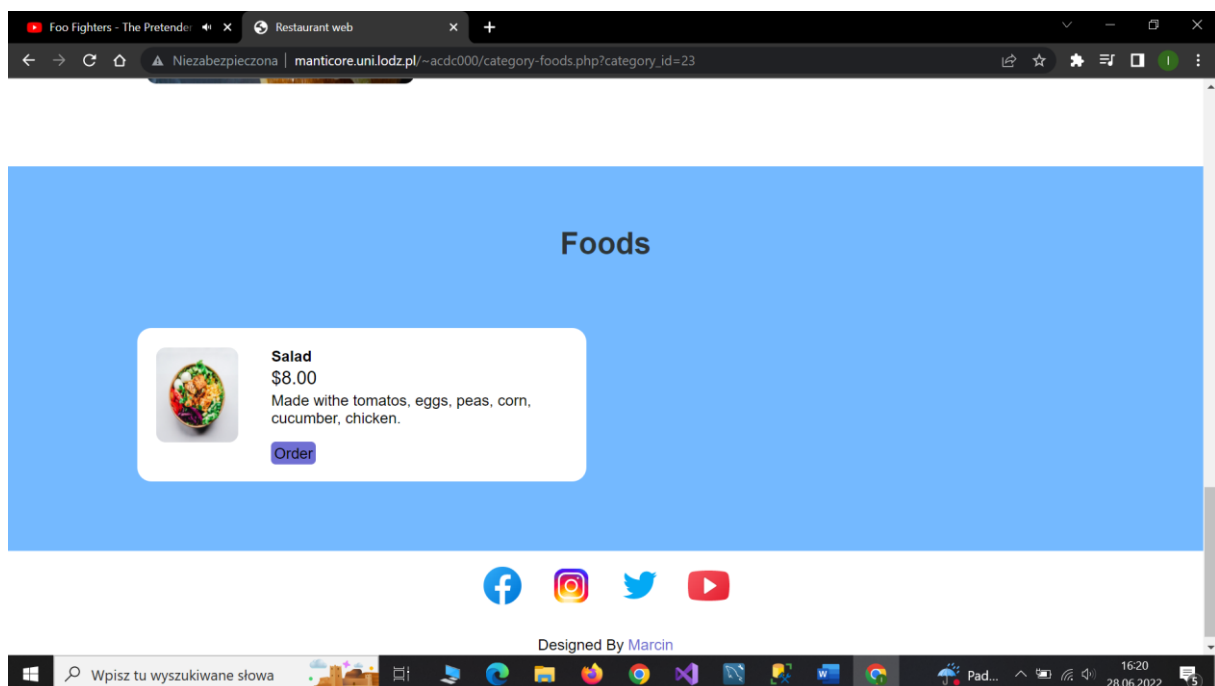 Foo Fighters - The Pretender
Restaurant web
Niezabezpieczona | manticore.uni.lodz.pl/~acdc000/category-foods.php?category_id=23
I
Foods
Salad
$8.00
Made withe tomatos, eggs, peas, corn,
cucumber, chicken.
Order
Designed By Marcin
Wpisz tu wyszukiwane słowa
Pad...
16:20
28.06.2022
5